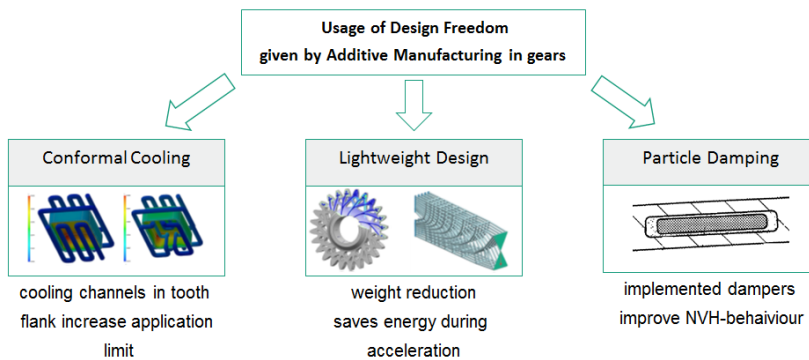 Usage of Design Freedom
given by Additive Manufacturing in gears
Conformal Cooling
Lightweight Design
Particle Damping
cooling channels in tooth
flank increase application
limit
weight reduction
saves energy during
acceleration
implemented dampers
improve NVH-behaiviour